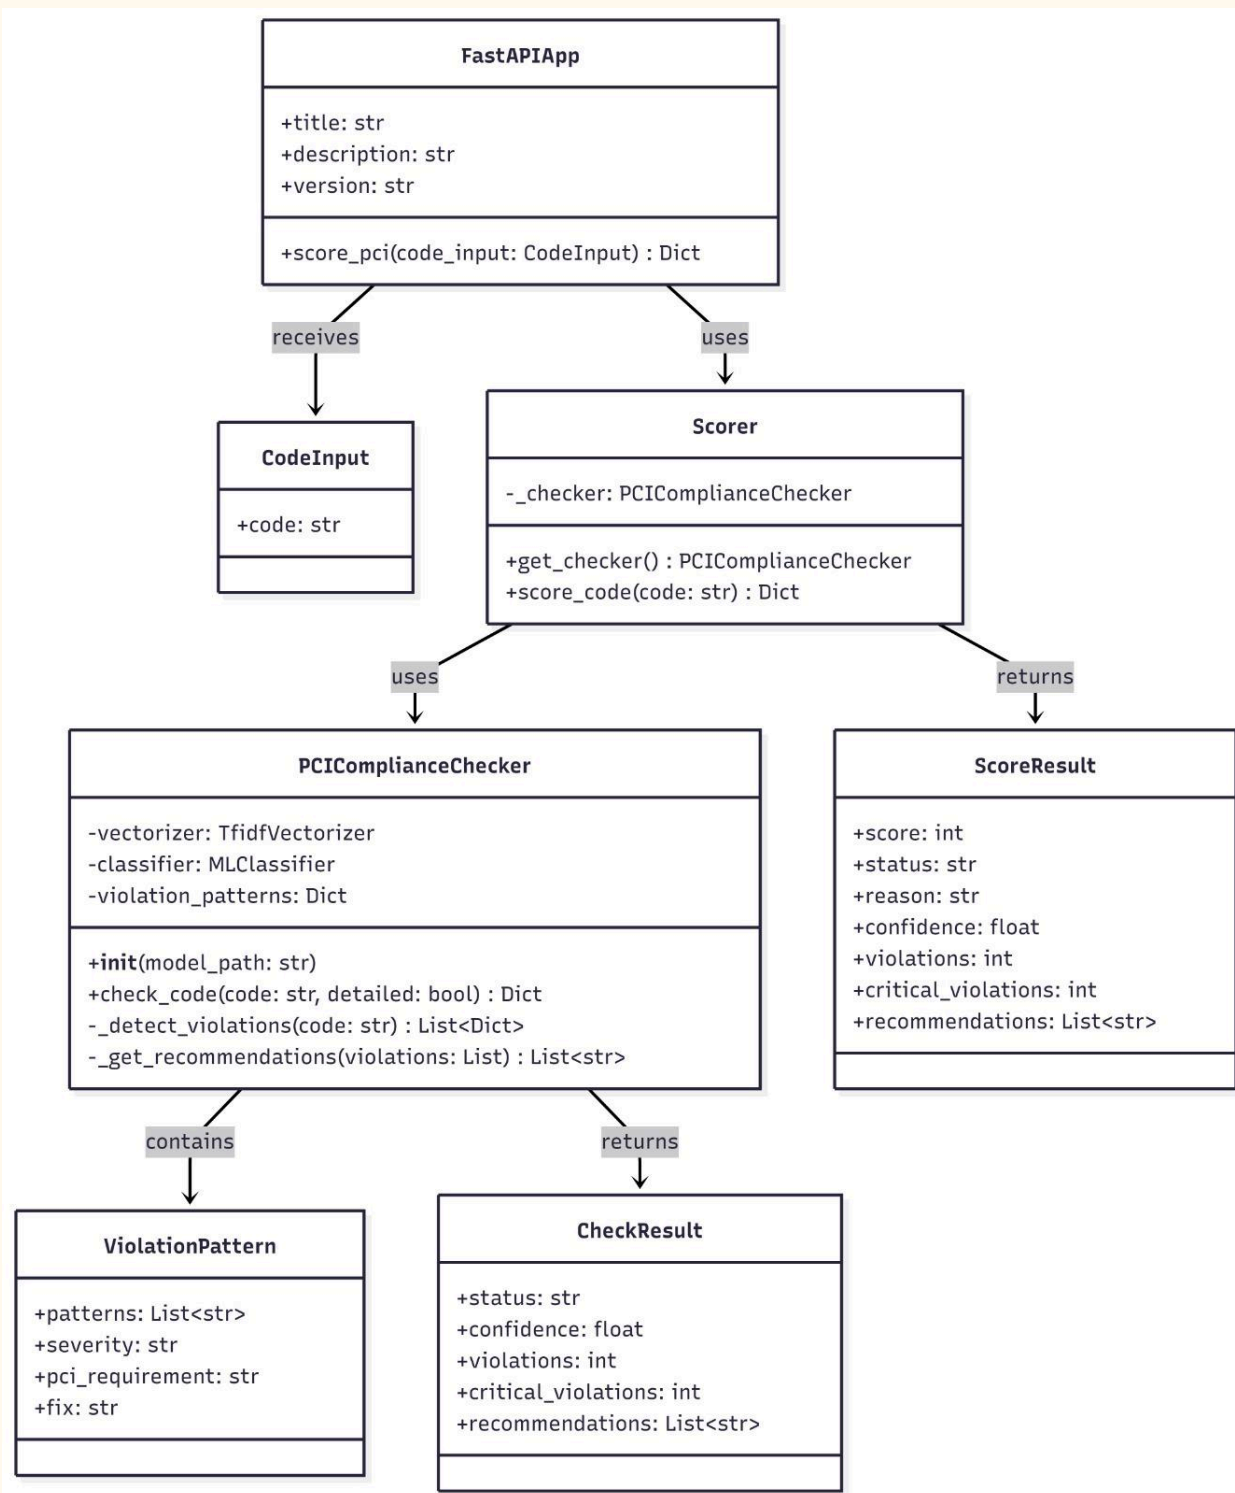 FastAPIApp
+title: str
+description: str
+version: str
+score_pci(code_input: CodeInput) : Dict
receives
uses
CodeInput
+code: str
Scorer
-_checker: PCIComplianceChecker
+get_checker() : PCIComplianceChecker
+score_code(code: str) : Dict
uses
returns
PCIComplianceChecker
-vectorizer: TfidfVectorizer
-classifier: MLClassifier
-violation_patterns: Dict
+init(model_path: str)
+check_code(code: str, detailed: bool) : Dict
-_detect_violations(code: str) : List<Dict>
-_get_recommendations(violations: List) : List<str>
ScoreResult
+score: int
+status: str
+reason: str
+confidence: float
+violations: int
+critical_violations: int
+recommendations: List<str>
contains
returns
ViolationPattern
+patterns: List<str>
+severity: str
+pci_requirement: str
+fix: str
CheckResult
+status: str
+confidence: float
+violations: int
+critical_violations: int
+recommendations: List<str>